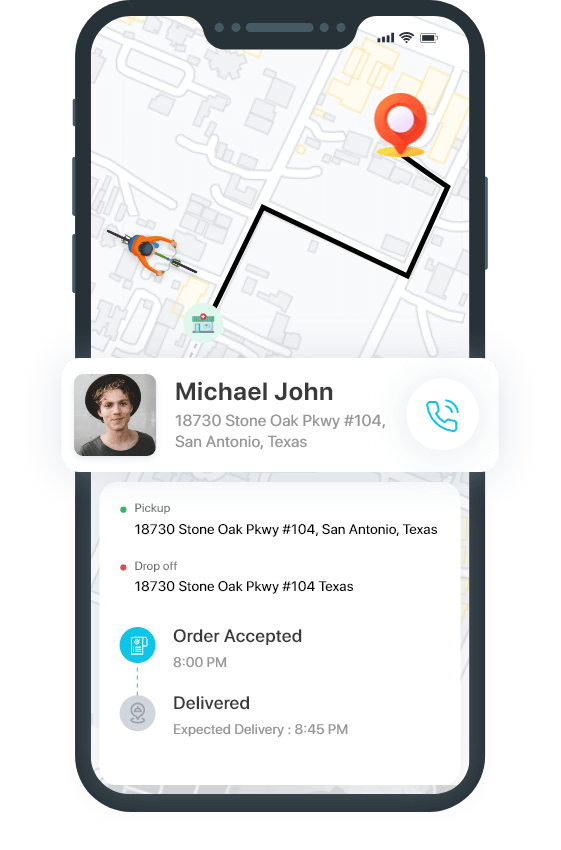 Michael John
18730 Stone Oak Pkwy #104,
San Antonio, Texas
Pickup
18730 Stone Oak Pkwy #104, San Antonio, Texas
Drop off
18730 Stone Oak Pkwy #104 Texas
Order Accepted
8:00 PM
Delivered
Expected Delivery : 8:45 PM